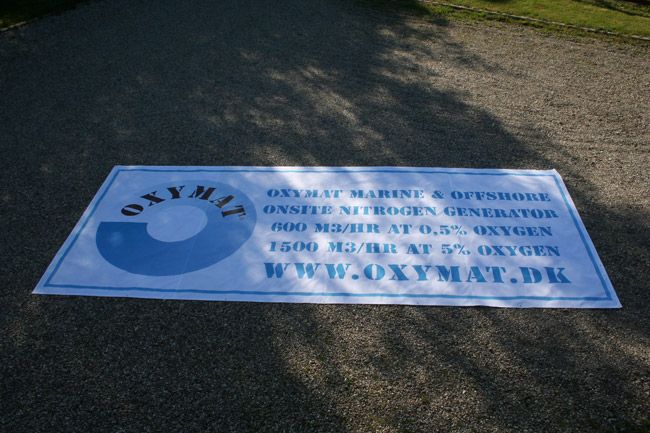 OXYMAT
OXYMAT MARINE & OFFSHORE
ONSITE NITROGEN GENERATOR
600 M3/HR AT 0,5% OXYGEN
1500 M3/HR AT 5% OXYGEN
WWW.OXYMAT.DK